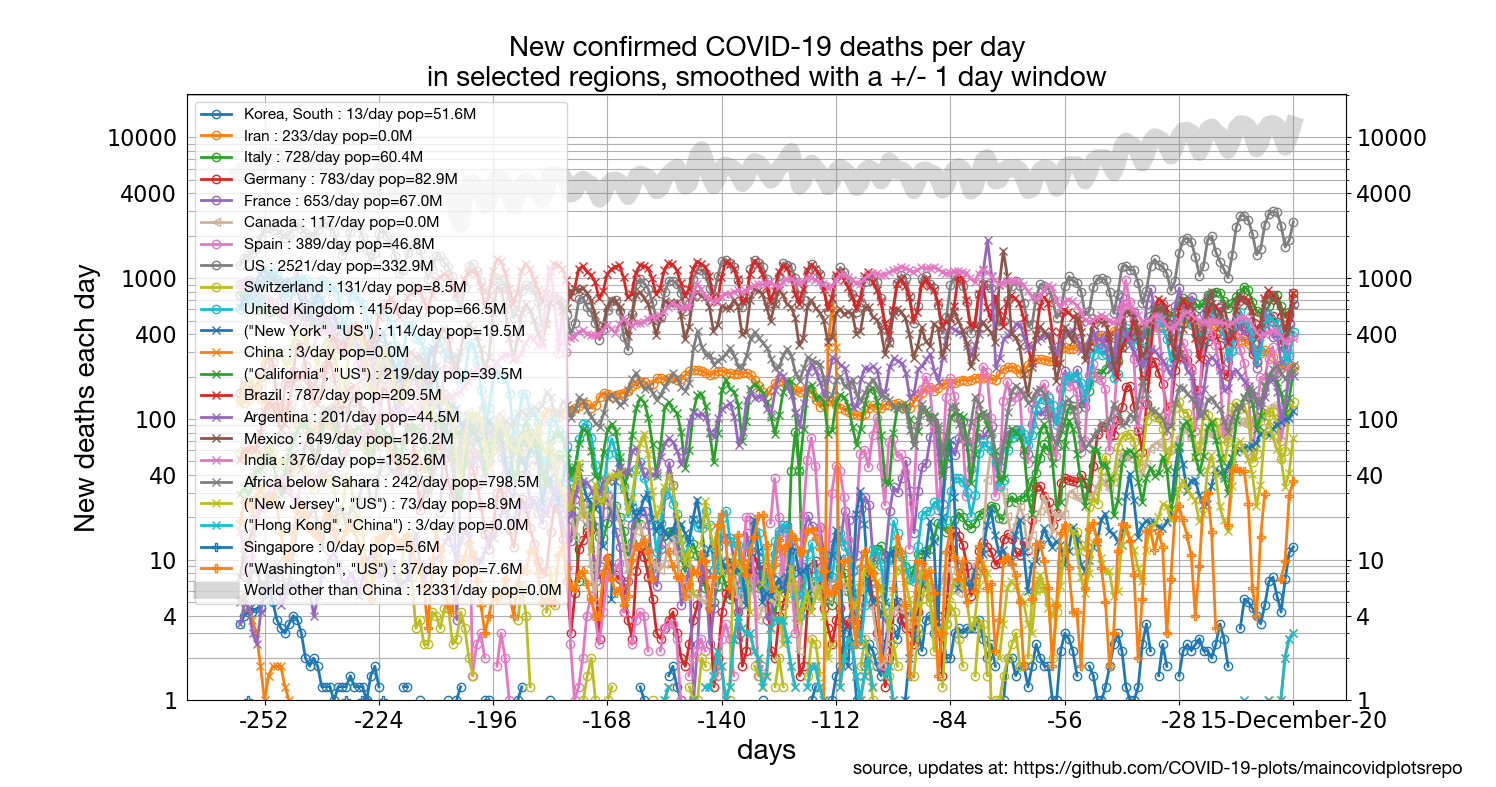 New confirmed COVID-19 deaths per day
in selected regions, smoothed with a +/- 1 day window
Korea, South : 13/day pop=51.6M
Iran : 233/day pop=0.0M
Italy : 728/day pop=60.4M
Germany : 783/day pop=82.9M
France : 653/day pop=67.0M
Canada : 117/day pop=0.0M
Spain : 389/day pop=46.8M
US : 2521/day pop=332.9M
Switzerland : 131/day pop=8.5M
United Kingdom : 415/day pop=66.5M
("New York", "US") : 114/day pop=19.5M
China : 3/day pop=0.0M
("California", "US") : 219/day pop=39.5M
Brazil : 787/day pop=209.5M
Argentina : 201/day pop=44.5M
Mexico : 649/day pop=126.2M
India : 376/day pop=1352.6M
Africa below Sahara : 242/day pop=798.5M
("New Jersey", "US") : 73/day pop=8.9M
("Hong Kong", "China") : 3/day pop=0.0M
Singapore : 0/day pop=5.6M
("Washington", "US") : 37/day pop=7.6M
World other than China : 12331/day pop=0.0M
New deaths each day
10000
4000
1000
400
100
40
10
4
1
10000
4000
1000
400
100
40
10
4
1
-252 -224 -196 -168 -140 -112 -84 -56 -28 15-December-20
days
source, updates at: https://github.com/COVID-19-plots/maincovidplotsrepo